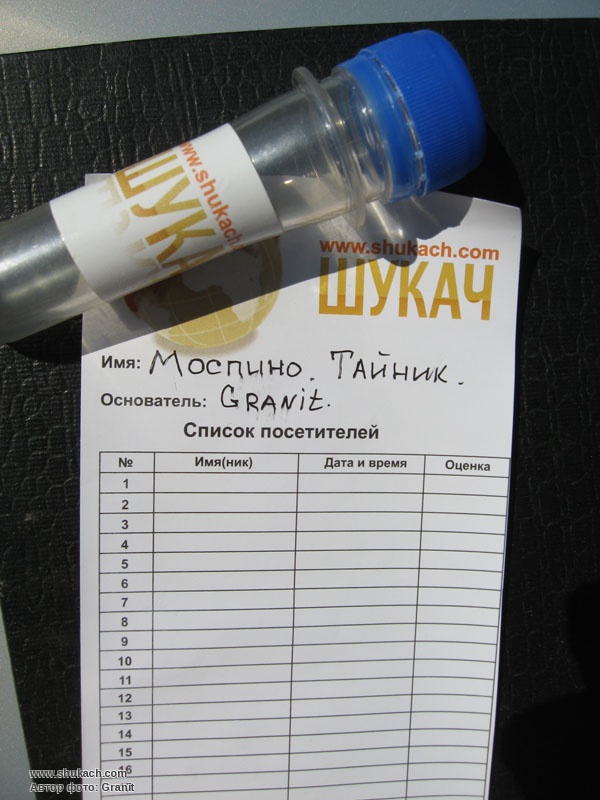 www.shukach.com
ШУКАЧ
www.shukach.com
ШУКАЧ
Имя: Моспино. Тайник.
Основатель: GRANit.
Список посетителей
№ Имя(ник) Дата и время Оценка
1
2
3
4
5
6
7
8
9
10
11
12
13
14
15
16
www.shukach.com
Автор фото: Granit